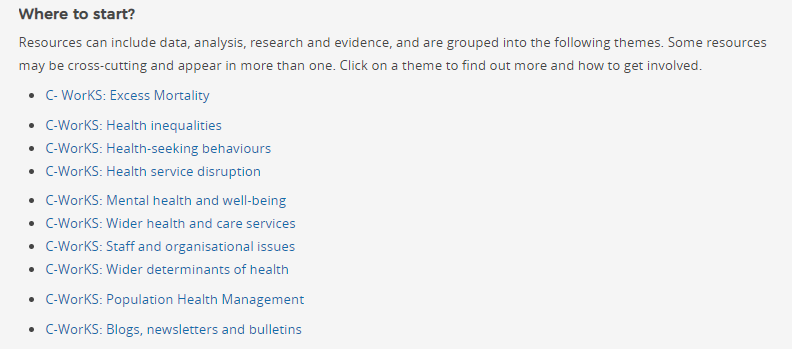 Where to start?
Resources can include data, analysis, research and evidence, and are grouped into the following themes. Some resources
may be cross-cutting and appear in more than one. Click on a theme to find out more and how to get involved.
• C- WorKS: Excess Mortality
• C-WorKS: Health inequalities
• C-WorKS: Health-seeking behaviours
• C-WorKS: Health service disruption
• C-WorKS: Mental health and well-being
• C-WorKS: Wider health and care services
• C-WorKS: Staff and organisational issues
• C-WorKS: Wider determinants of health
• C-WorKS: Population Health Management
• C-WorKS: Blogs, newsletters and bulletins